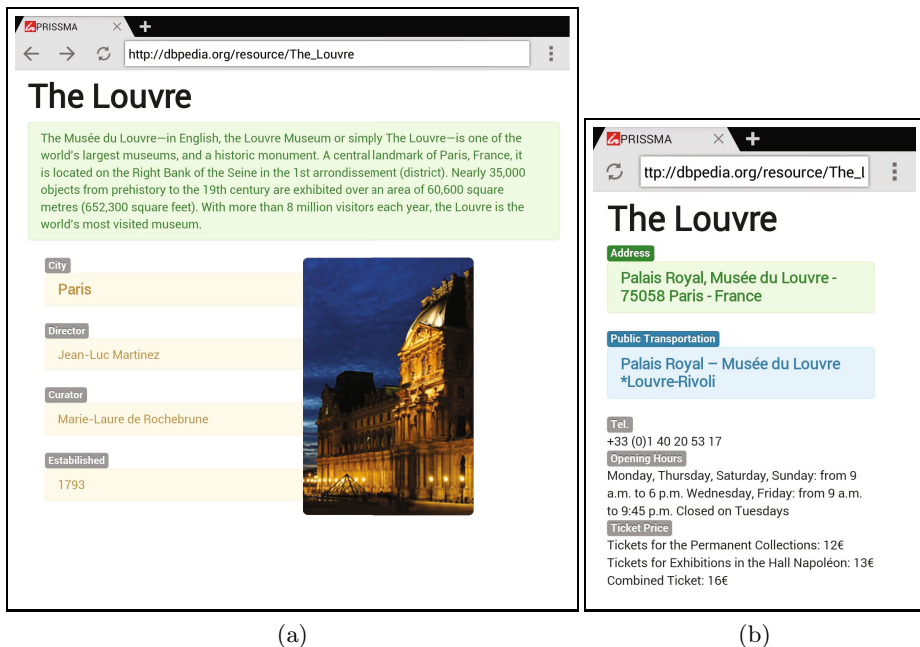 PRISSMA
http://dbpedia.org/resource/The_Louvre
The Louvre
The Musée du Louvre—in English, the Louvre Museum or simply The Louvre—is one of the
world's largest museums, and a historic monument. A central landmark of Paris, France, it
is located on the Right Bank of the Seine in the 1st arrondissement (district). Nearly 35,000
objects from prehistory to the 19th century are exhibited over an area of 60,600 square
metres (652,300 square feet). With more than 8 million visitors each year, the Louvre is the
world's most visited museum.
City
Paris
Director
Jean-Luc Martinez
Curator
Marie-Laure de Rochebrune
Estabilished
1793
(a)
PRISSMA
ttp://dbpedia.org/resource/The_L
The Louvre
Address
Palais Royal, Musée du Louvre -
75058 Paris - France
Public Transportation
Palais Royal – Musée du Louvre
*Louvre-Rivoli
Tel.
+33 (0)1 40 20 53 17
Opening Hours
Monday, Thursday, Saturday, Sunday: from 9
a.m. to 6 p.m. Wednesday, Friday: from 9 a.m.
to 9:45 p.m. Closed on Tuesdays
Ticket Price
Tickets for the Permanent Collections: 12€
Tickets for Exhibitions in the Hall Napoléon: 13€
Combined Ticket: 16€
(b)